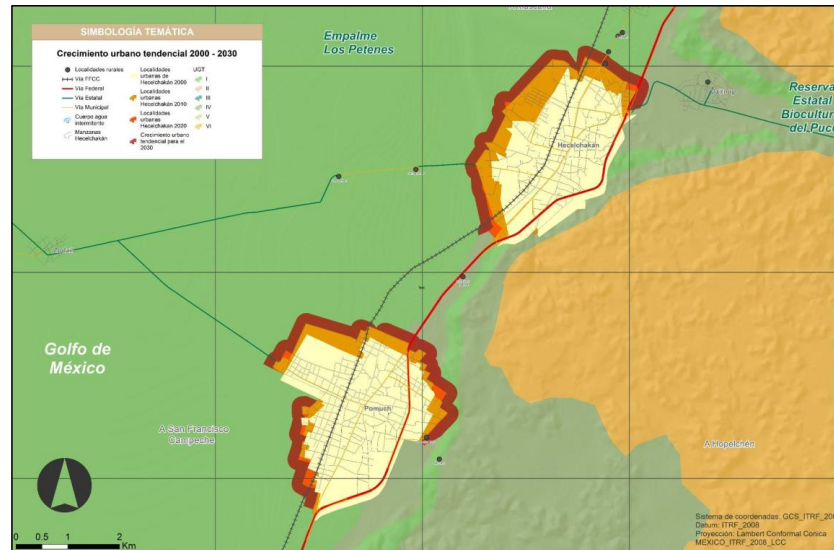 SIMBOLOGÍA TEMÁTICA
Crecimiento urbano tendencial 2000 - 2030
Localidades rurales
Vía FFCC
Vía Federal
Vía Estatal
Vía Municipal
Cuerpo agua
intermitente
Manzanas
Hecelchakán
Localidades
urbanas de
Hecelchakán 2000
Localidades
urbanas
Hecelchakán 2010
Localidades
urbanas
Hecelchakán 2020
Crecimiento urbano
tendencial para el
2030
UGT
I
II
III
IV
V
VI
Empalme
Los Petenes
Reserva
Estatal
Biocultura
del Puuc
Hecelchakán
Golfo de
México
Pomuch
A San Francisco
Campeche
A Hopelchén
0 0.5 1 2
Km
Sistema de coordenadas: GCS_ITRF_200
Datum: ITRF_2008
Proyección: Lambert Conformal Conica
MEXICO_ITRF_2008_LCC